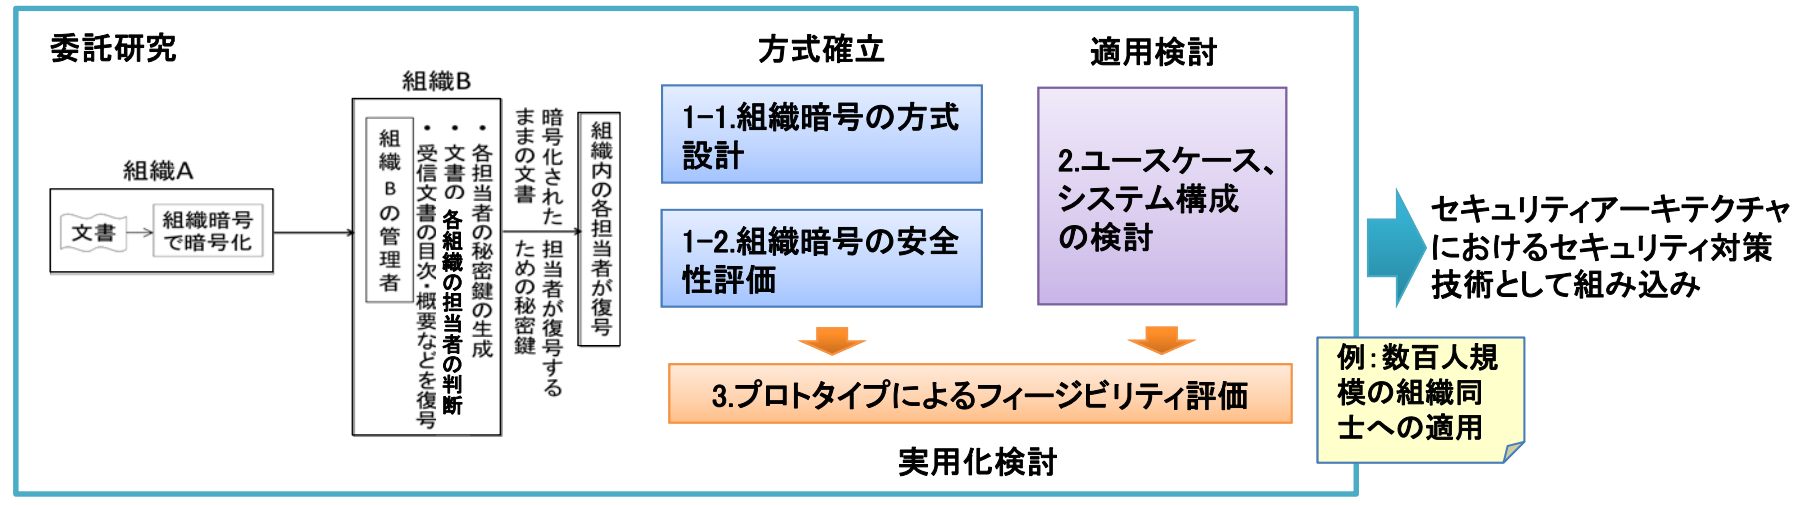 委託研究
組織A
文書
組織暗号
で暗号化
組織B
組織Bの管理者
・各担当者の秘密鍵の生成
・文書の 各組織の担当者の判断
・受信文書の目次・概要などを復号
暗号化された
ままの文書
担当者が復号する
ための秘密鍵
組織内の各担当者が復号
方式確立
1-1.組織暗号の方式
設計
1-2.組織暗号の安全
性評価
適用検討
2.ユースケース、
システム構成
の検討
3.プロトタイプによるフィージビリティ評価
実用化検討
セキュリティアーキテクチャ
におけるセキュリティ対策
技術として組み込み
例：数百人規
模の組織同
士への適用